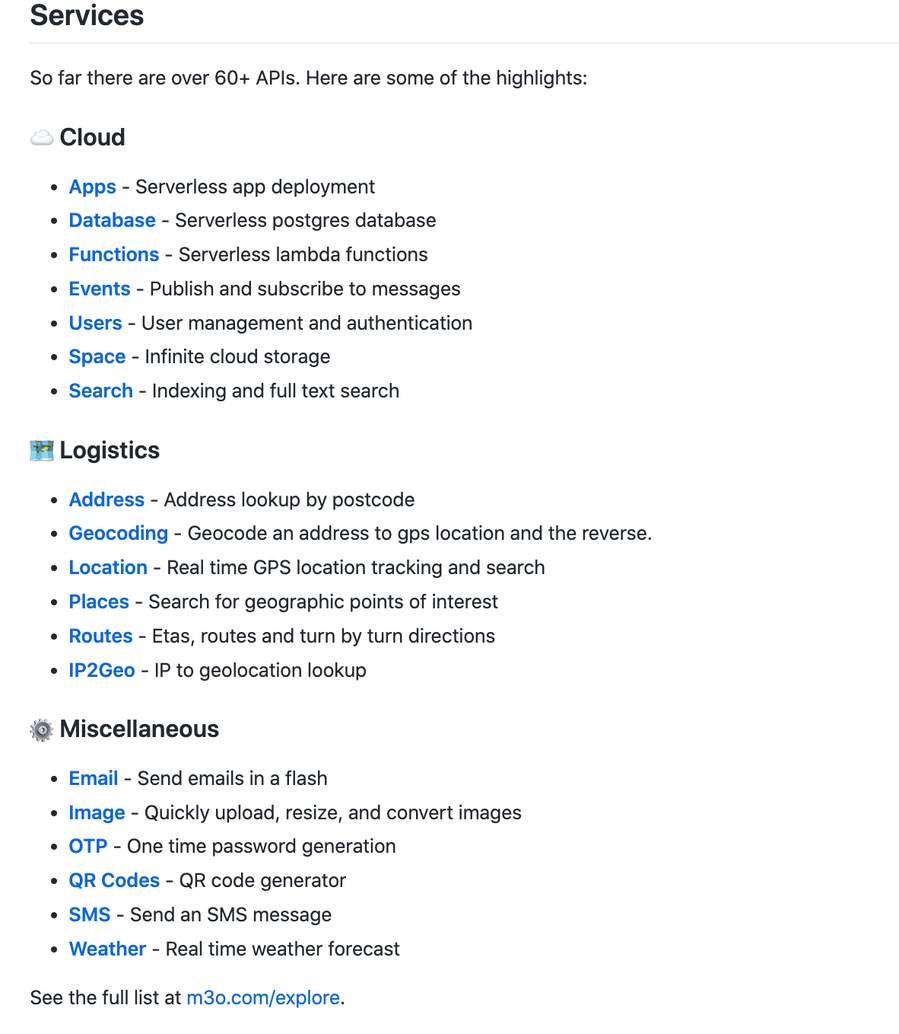 Services
So far there are over 60+ APIs. Here are some of the highlights:
Cloud
Apps - Serverless app deployment
Database - Serverless postgres database
Functions - Serverless lambda functions
Events - Publish and subscribe to messages
Users - User management and authentication
Space - Infinite cloud storage
Search - Indexing and full text search
Logistics
Address - Address lookup by postcode
Geocoding - Geocode an address to gps location and the reverse.
Location - Real time GPS location tracking and search
Places - Search for geographic points of interest
Routes - Etas, routes and turn by turn directions
IP2Geo - IP to geolocation lookup
Miscellaneous
Email - Send emails in a flash
Image - Quickly upload, resize, and convert images
OTP - One time password generation
QR Codes - QR code generator
SMS - Send an SMS message
Weather - Real time weather forecast
See the full list at m3o.com/explore.